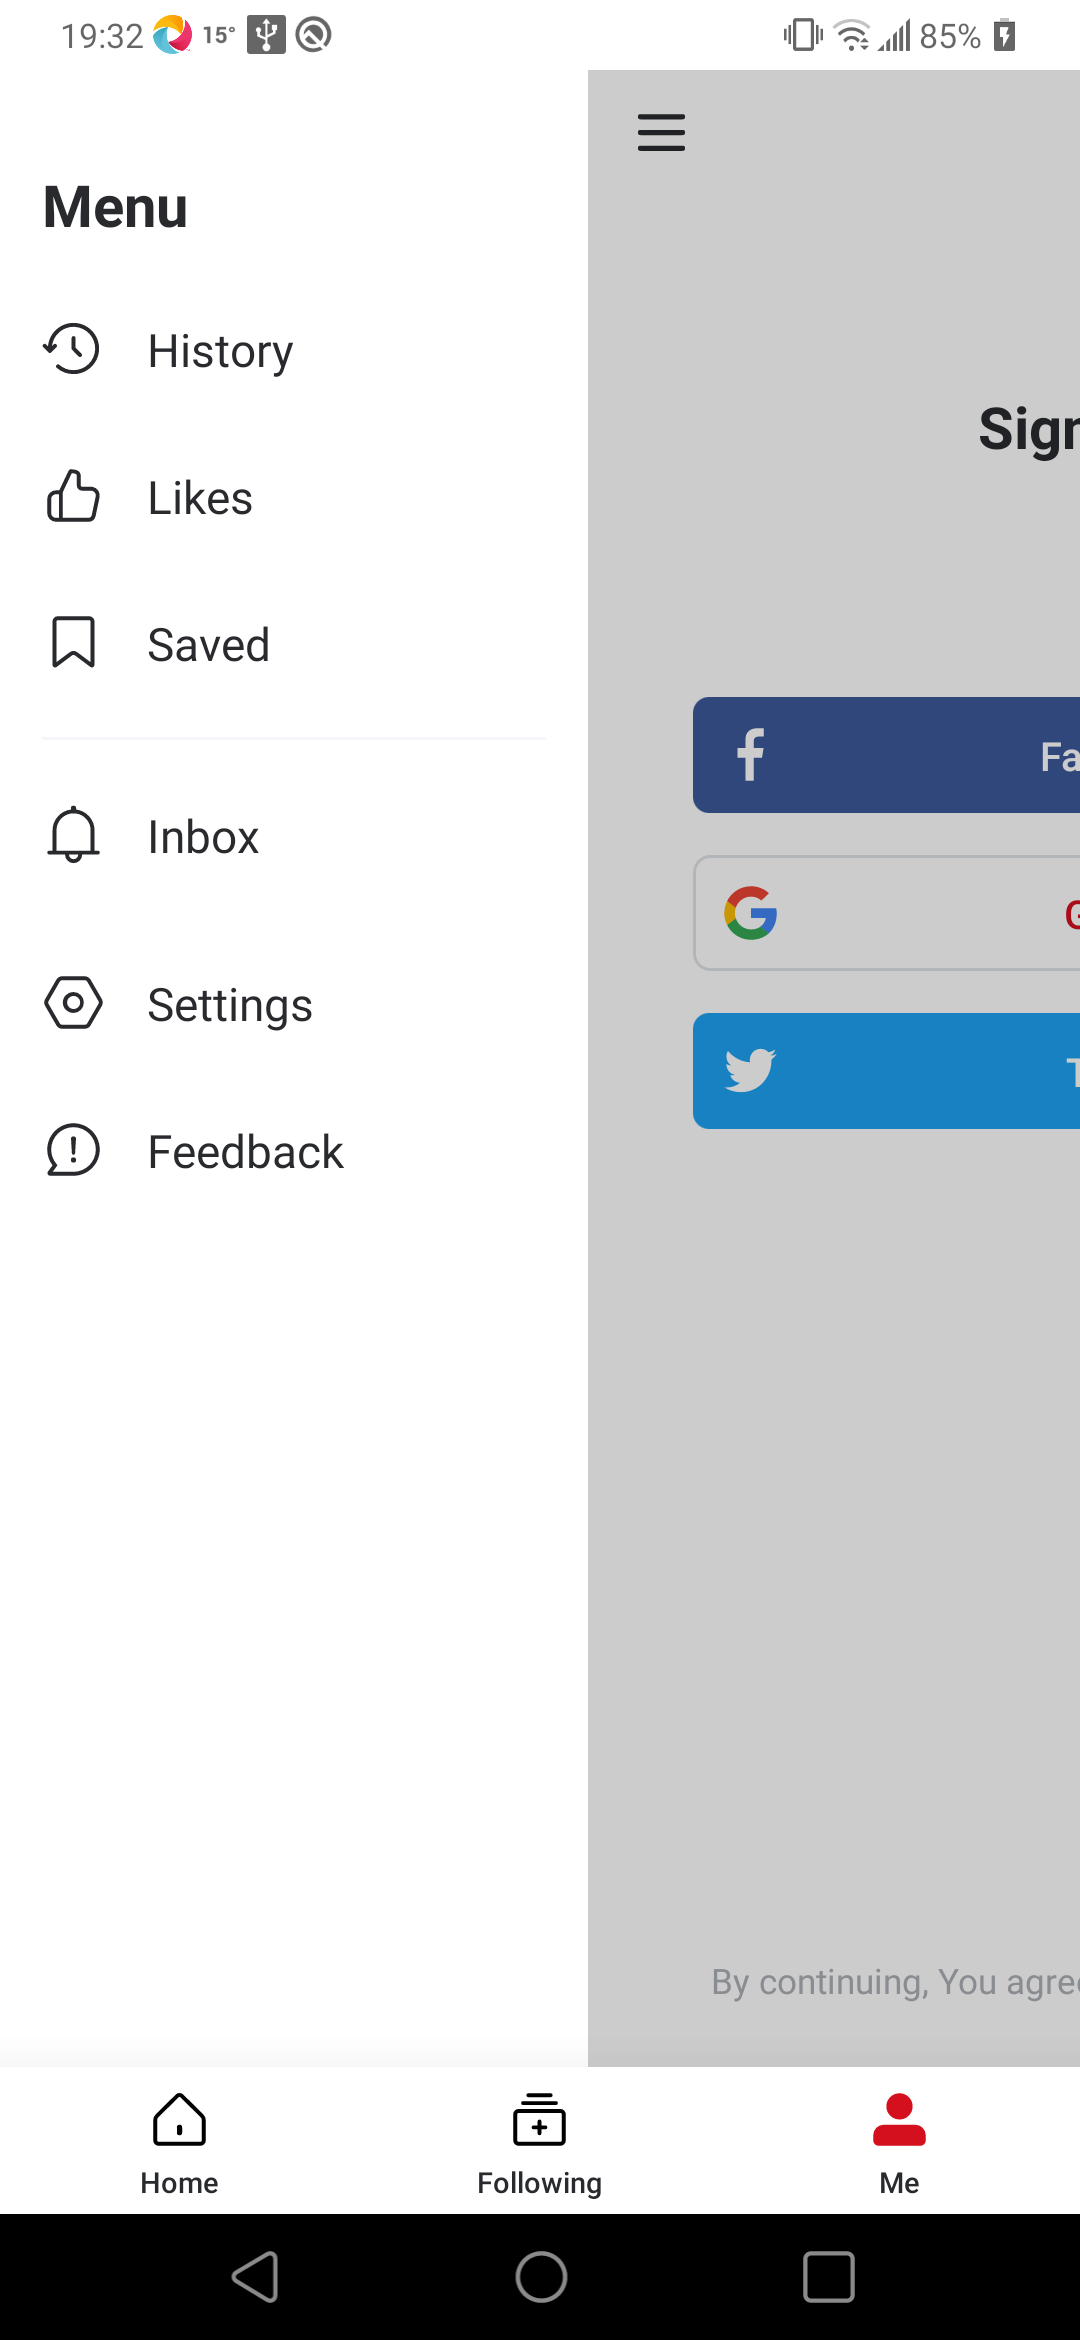 19:32 15° 85%
Menu
History
Likes
Saved
Inbox
Settings
Feedback
Sign
Fa
G
T
By continuing, You agree
Home
Following
Me